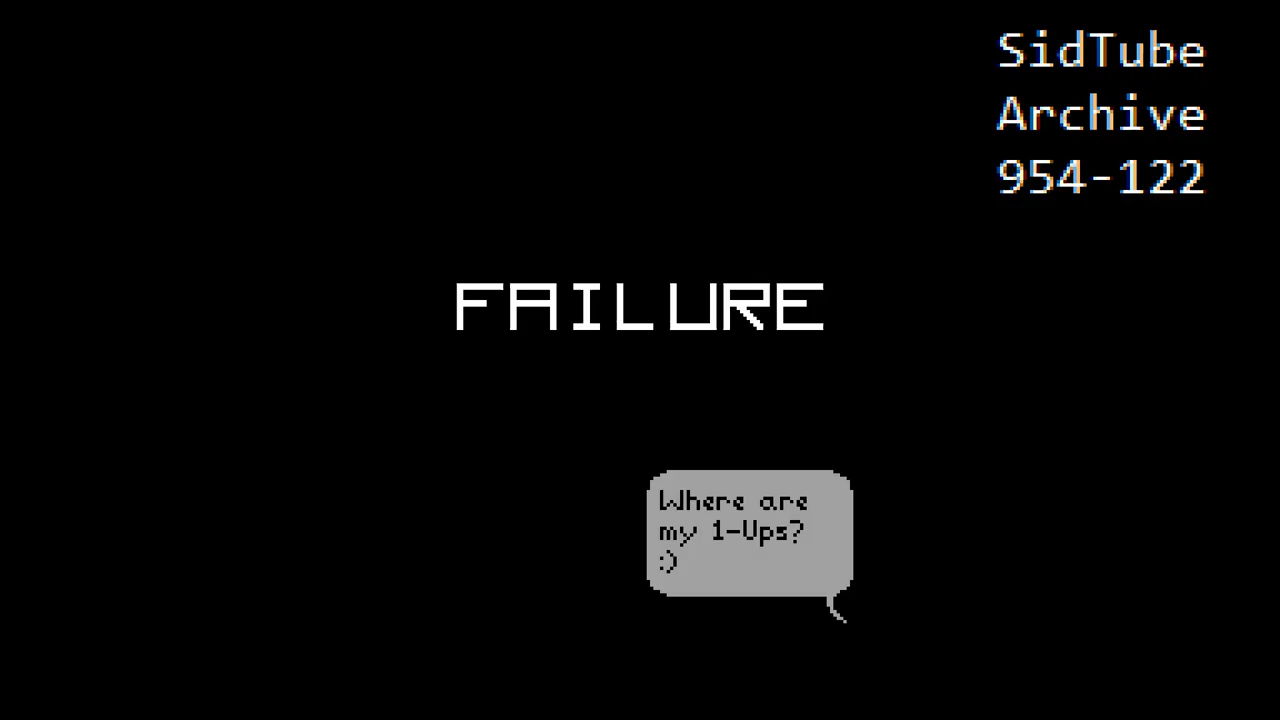 SidTube
Archive
954-122
FAILURE
Where are
my 1-Ups?
:)